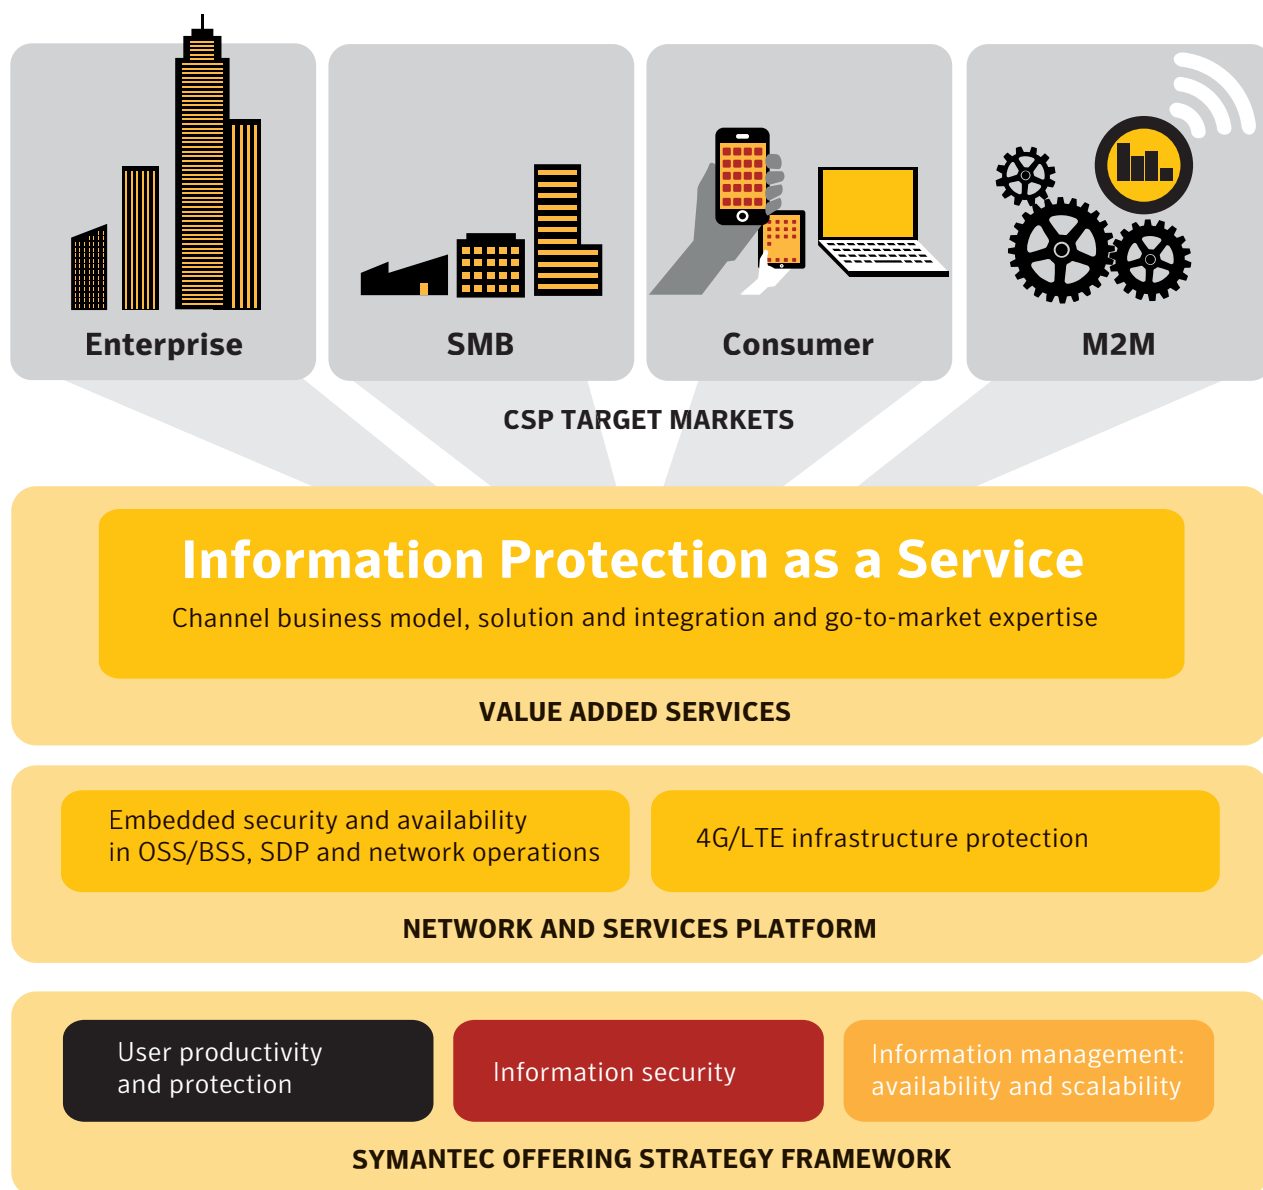 Enterprise
SMB
Consumer
M2M
CSP TARGET MARKETS
Information Protection as a Service
Channel business model, solution and integration and go-to-market expertise
VALUE ADDED SERVICES
Embedded security and availability
in OSS/BSS, SDP and network operations
4G/LTE infrastructure protection
NETWORK AND SERVICES PLATFORM
User productivity
and protection
Information security
Information management:
availability and scalability
SYMANTEC OFFERING STRATEGY FRAMEWORK